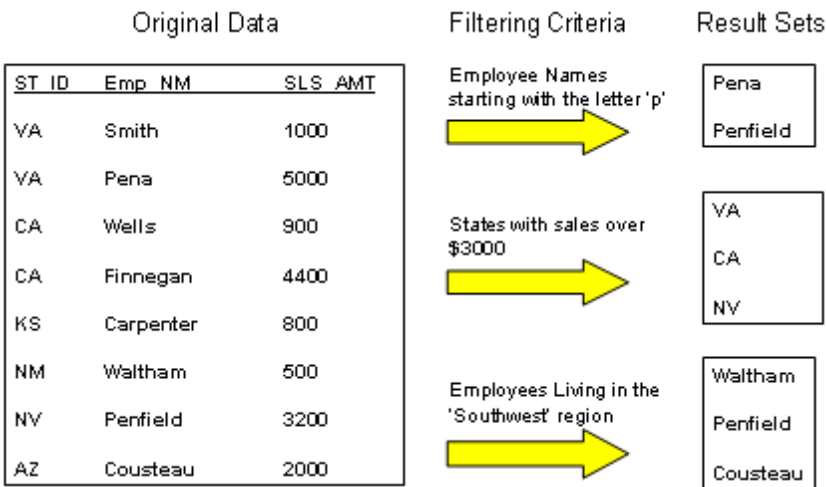 Original Data
Filtering Criteria
Result Sets
ST_ID Emp_NM SLS_AMT
VA Smith 1000
VA Pena 5000
CA Wells 900
CA Finnegan 4400
KS Carpenter 800
NM Waltham 500
NV Penfield 3200
AZ Cousteau 2000
Employee Names
starting with the letter 'p'
Pena
Penfield
States with sales over
$3000
VA
CA
NV
Employees Living in the
'Southwest' region
Waltham
Penfield
Cousteau